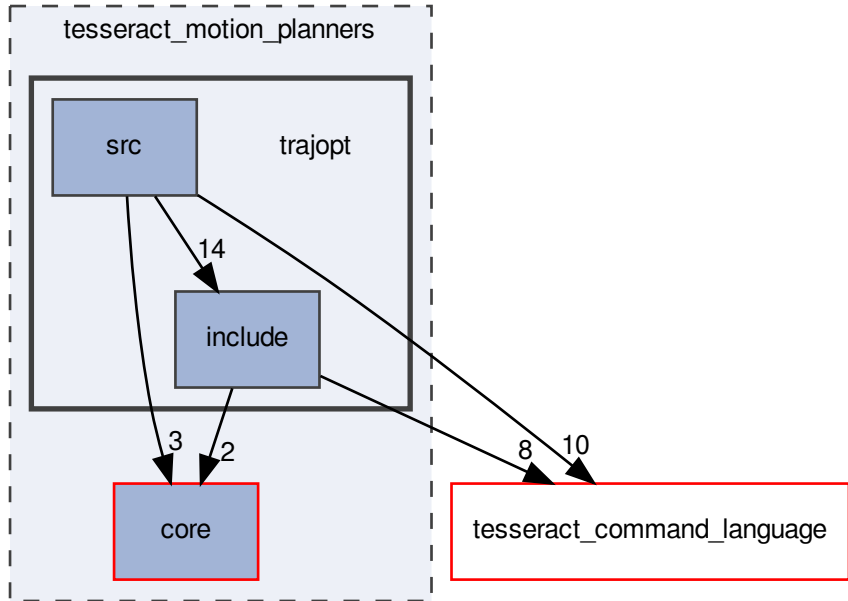 tesseract_motion_planners
src
trajopt
14
include
3
2
8
10
core
tesseract_command_language